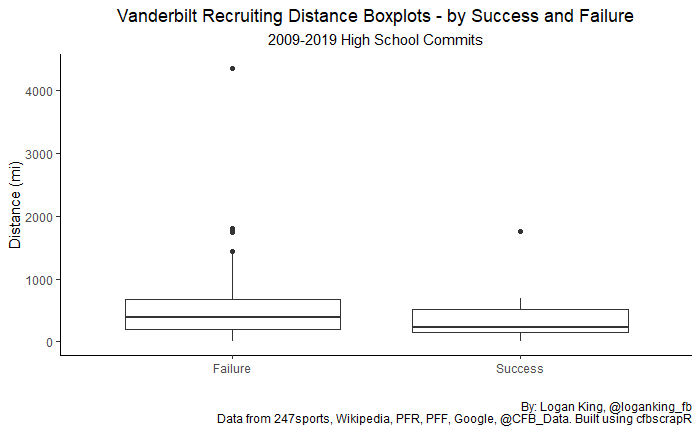 Vanderbilt Recruiting Distance Boxplots - by Success and Failure
2009-2019 High School Commits
Distance (mi)
4000
3000
2000
1000
0
Failure
Success
By: Logan King, @loganking_fb
Data from 247sports, Wikipedia, PFR, PFF, Google, @CFB_Data. Built using cfbscrapR